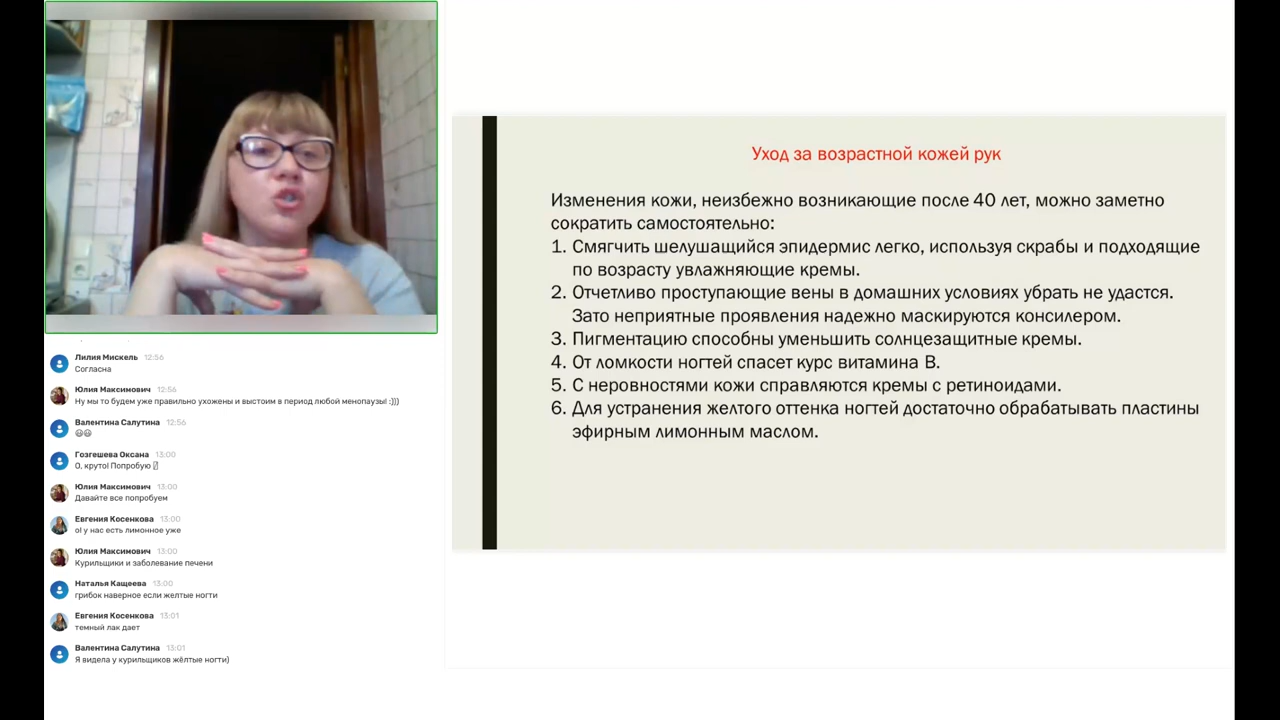 Уход за возрастной кожей рук
Изменения кожи, неизбежно возникающие после 40 лет, можно заметно
сократить самостоятельно:
1. Смягчить шелушащийся эпидермис легко, используя скрабы и подходящие
по возрасту увлажняющие кремы.
2. Отчетливо проступающие вены в домашних условиях убрать не удастся.
Зато неприятные проявления надежно маскируются консилером.
3. Пигментацию способны уменьшить солнцезащитные кремы.
4. От ломкости ногтей спасет курс витамина В.
5. С неровностями кожи справляются кремы с ретиноидами.
6. Для устранения желтого оттенка ногтей достаточно обрабатывать пластины
эфирным лимонным маслом.
Лилия Мискель 12:56
Согласна
Юлия Максимович 12:56
Ну мы то будем уже правильно ухожены и выстоим в период любой менопаузы! :)))
Валентина Салутина 12:56
😃😃
Гозгешева Оксана 13:00
О, круто! Попробую
Юлия Максимович 13:00
Давайте все попробуем
Евгения Косенкова 13:00
о! у нас есть лимонное уже
Юлия Максимович 13:00
Курильщики и заболевание печени
Наталья Кащеева 13:00
грибок наверное если желтые ногти
Евгения Косенкова 13:01
темный лак дает
Валентина Салутина 13:01
Я видела у курильщиков жёлтые ногти)